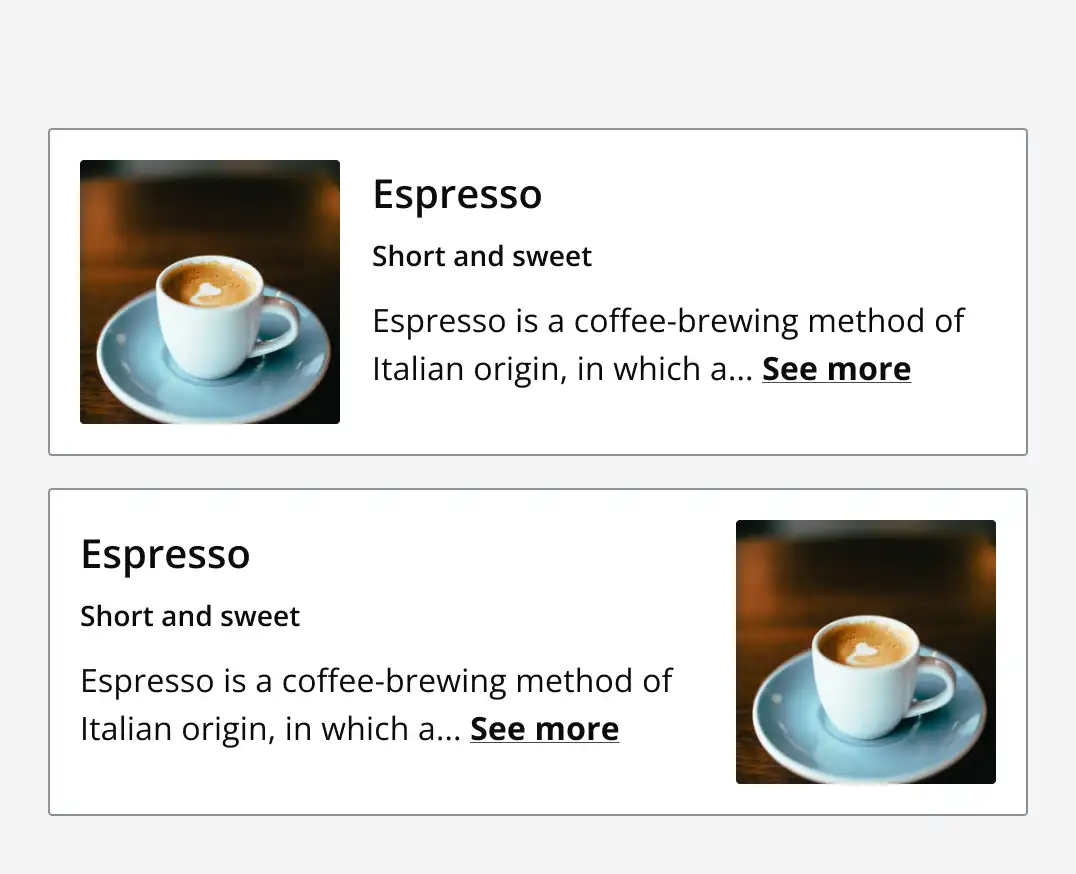 Espresso
Short and sweet
Espresso is a coffee-brewing method of
Italian origin, in which a... See more
Espresso
Short and sweet
Espresso is a coffee-brewing method of
Italian origin, in which a... See more